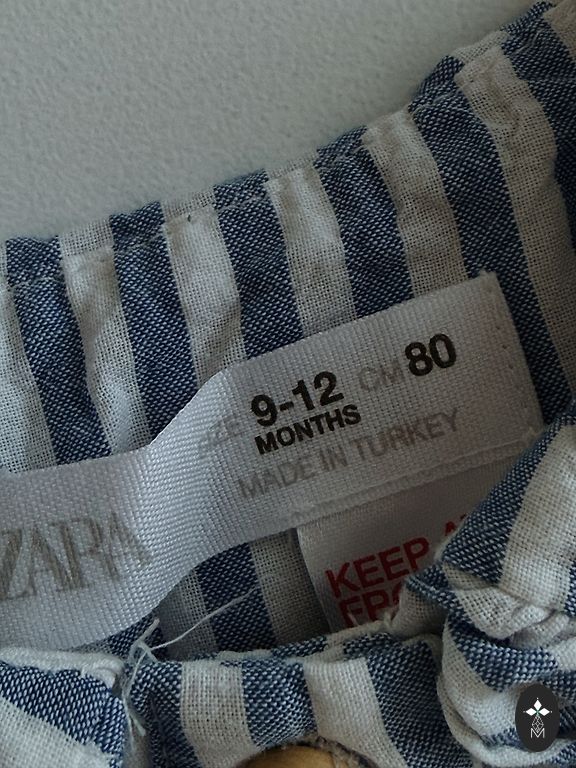 ZARA
SIZE 9-12 CM 80
MONTHS
MADE IN TURKEY
KEEP